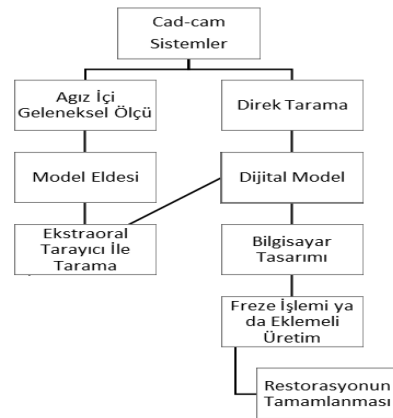 Cad-cam
Sistemler
Agız İçi
Geleneksel Ölçü
Direk Tarama
Model Eldesi
Dijital Model
Ekstraoral
Tarayıcı İle
Tarama
Bilgisayar
Tasarımı
Freze İşlemi ya
da Eklemeli
Üretim
Restorasyonun
Tamamlanması